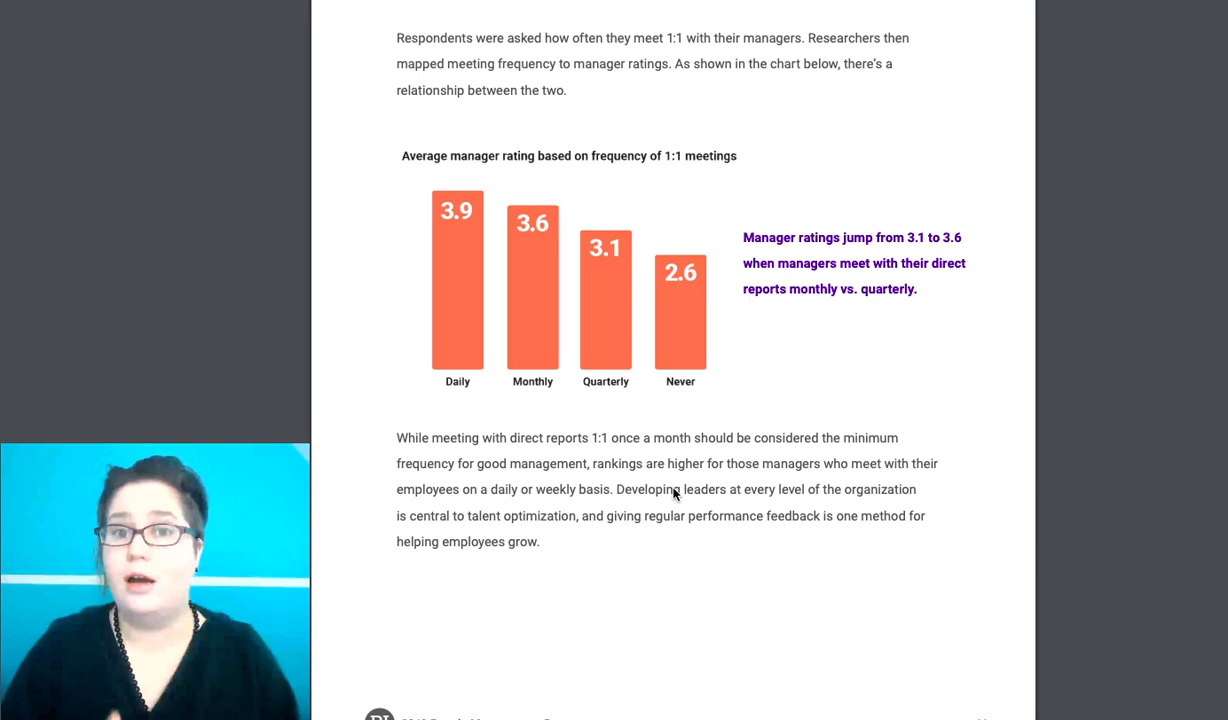 Respondents were asked how often they meet 1:1 with their managers. Researchers then
mapped meeting frequency to manager ratings. As shown in the chart below, there's a
relationship between the two.
Average manager rating based on frequency of 1:1 meetings
3.9
3.6
3.1
2.6
Daily
Monthly
Quarterly
Never
Manager ratings jump from 3.1 to 3.6
when managers meet with their direct
reports monthly vs. quarterly.
While meeting with direct reports 1:1 once a month should be considered the minimum
frequency for good management, rankings are higher for those managers who meet with their
employees on a daily or weekly basis. Developing leaders at every level of the organization
is central to talent optimization, and giving regular performance feedback is one method for
helping employees grow.